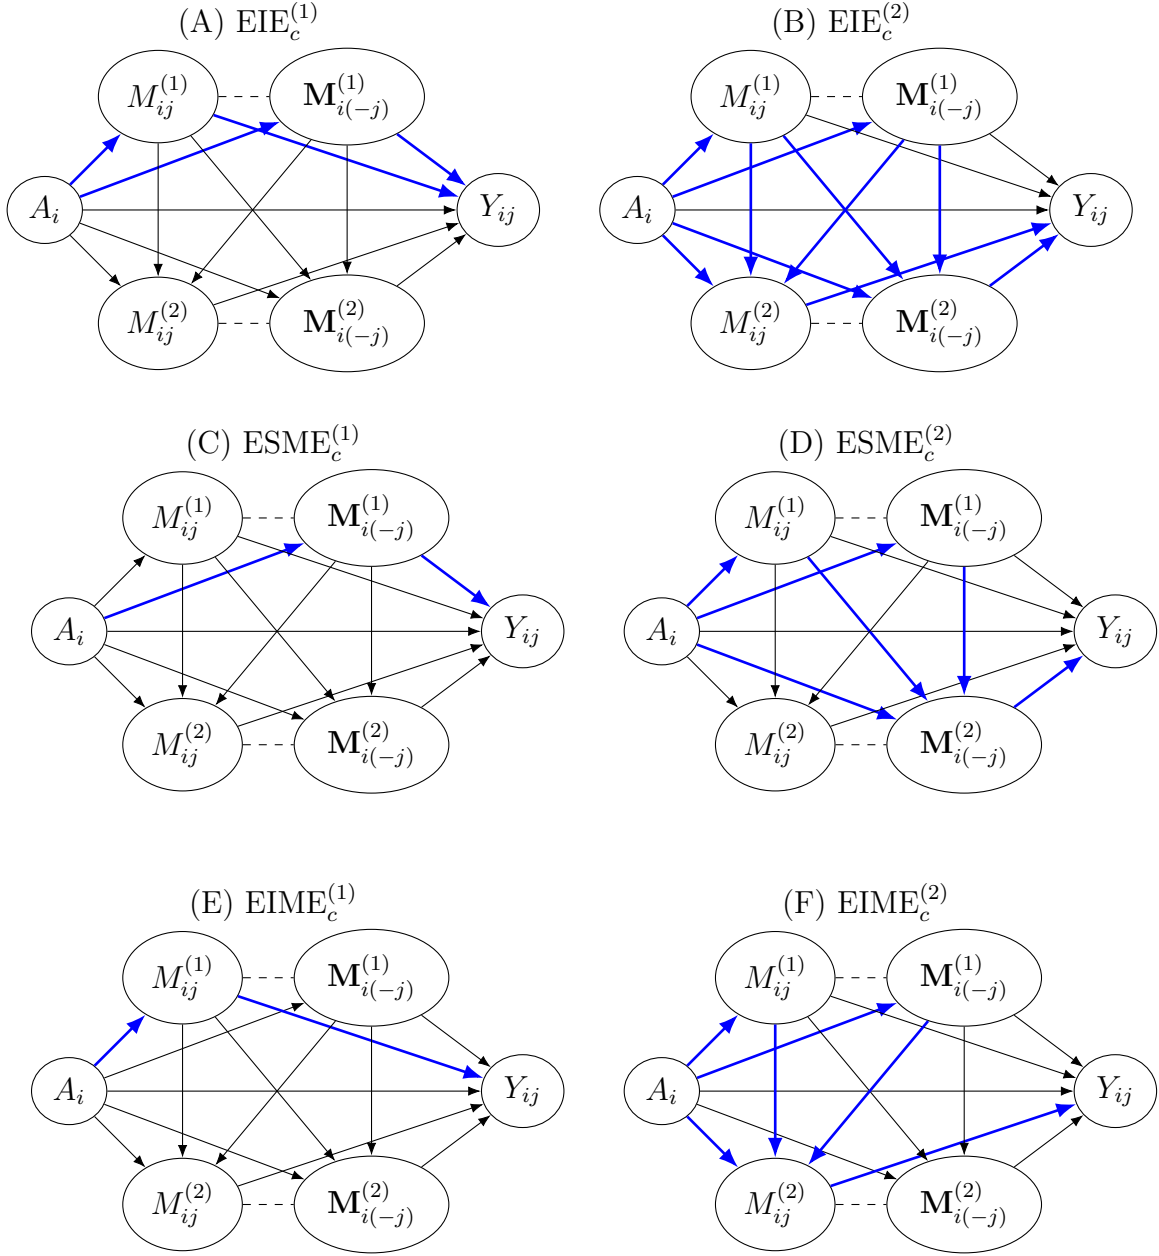 (A) EIE_c^{(1)}
(B) EIE_c^{(2)}
M_{ij}^{(1)} M_{i(-j)}^{(1)}
M_{ij}^{(1)} M_{i(-j)}^{(1)}
A_i Y_{ij}
A_i Y_{ij}
M_{ij}^{(2)} M_{i(-j)}^{(2)}
M_{ij}^{(2)} M_{i(-j)}^{(2)}
(C) ESME_c^{(1)}
(D) ESME_c^{(2)}
M_{ij}^{(1)} M_{i(-j)}^{(1)}
M_{ij}^{(1)} M_{i(-j)}^{(1)}
A_i Y_{ij}
A_i Y_{ij}
M_{ij}^{(2)} M_{i(-j)}^{(2)}
M_{ij}^{(2)} M_{i(-j)}^{(2)}
(E) EIME_c^{(1)}
(F) EIME_c^{(2)}
M_{ij}^{(1)} M_{i(-j)}^{(1)}
M_{ij}^{(1)} M_{i(-j)}^{(1)}
A_i Y_{ij}
A_i Y_{ij}
M_{ij}^{(2)} M_{i(-j)}^{(2)}
M_{ij}^{(2)} M_{i(-j)}^{(2)}